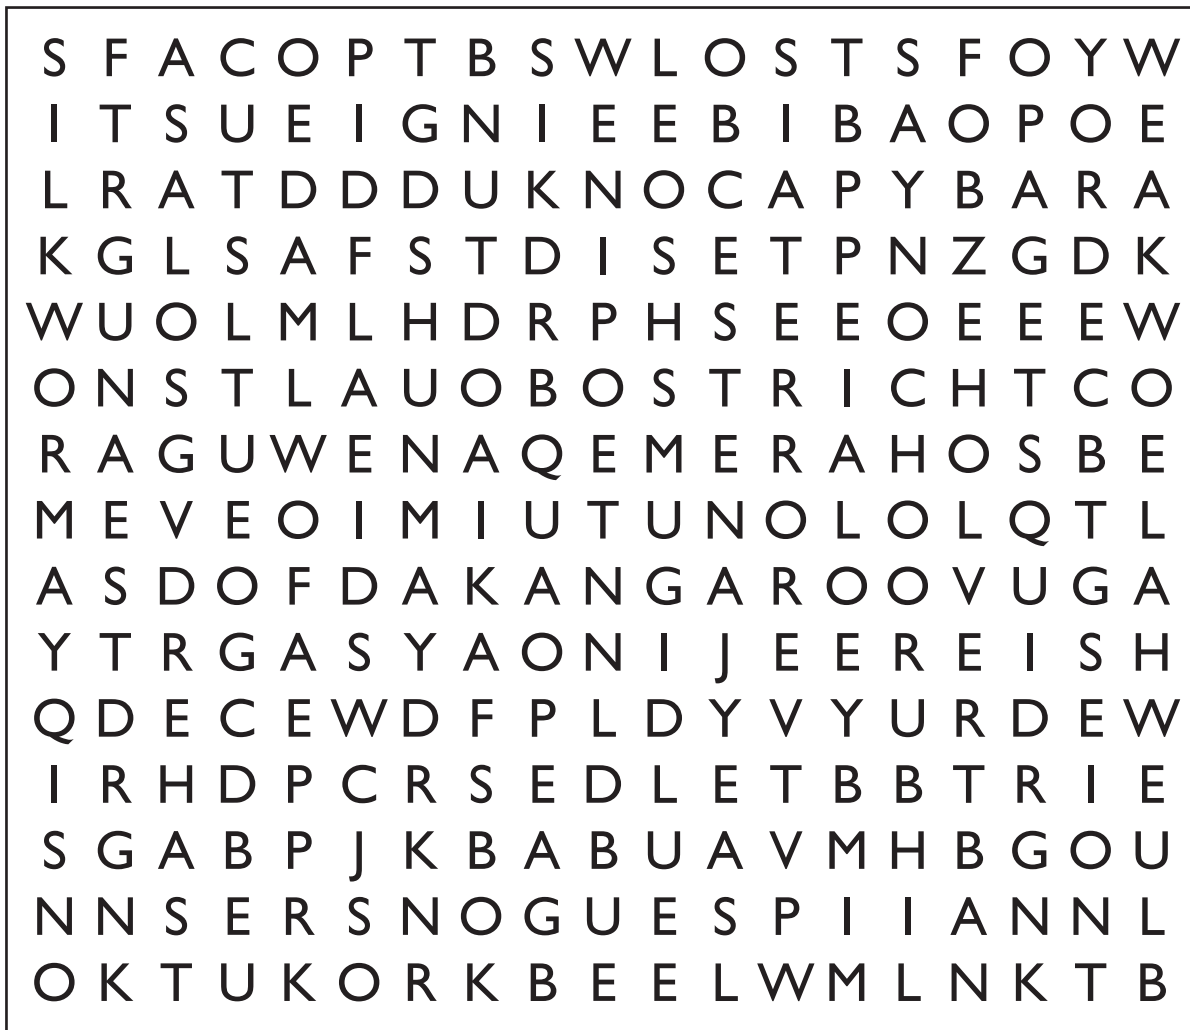 S F A C O P T B S W L O S T S F O Y W
I T S U E I G N I E E B I B A O P O E
L R A T D D D U K N O C A P Y B A R A
K G L S A F S T D I S E T P N Z G D K
W U O L M L H D R P H S E E O E E E W
O N S T L A U O B O S T R I C H T C O
R A G U W E N A Q E M E R A H O S B E
M E V E O I M I U T U N O L O L Q T L
A S D O F D A K A N G A R O O V U G A
Y T R G A S Y A O N I J E E R E I S H
Q D E C E W D F P L D Y V Y U R D E W
I R H D P C R S E D L E T B B T R I E
S G A B P J K B A B U A V M H B G O U
N N S E R S N O G U E S P I I A N N L
O K T U K O R K B E E L W M L N K T B